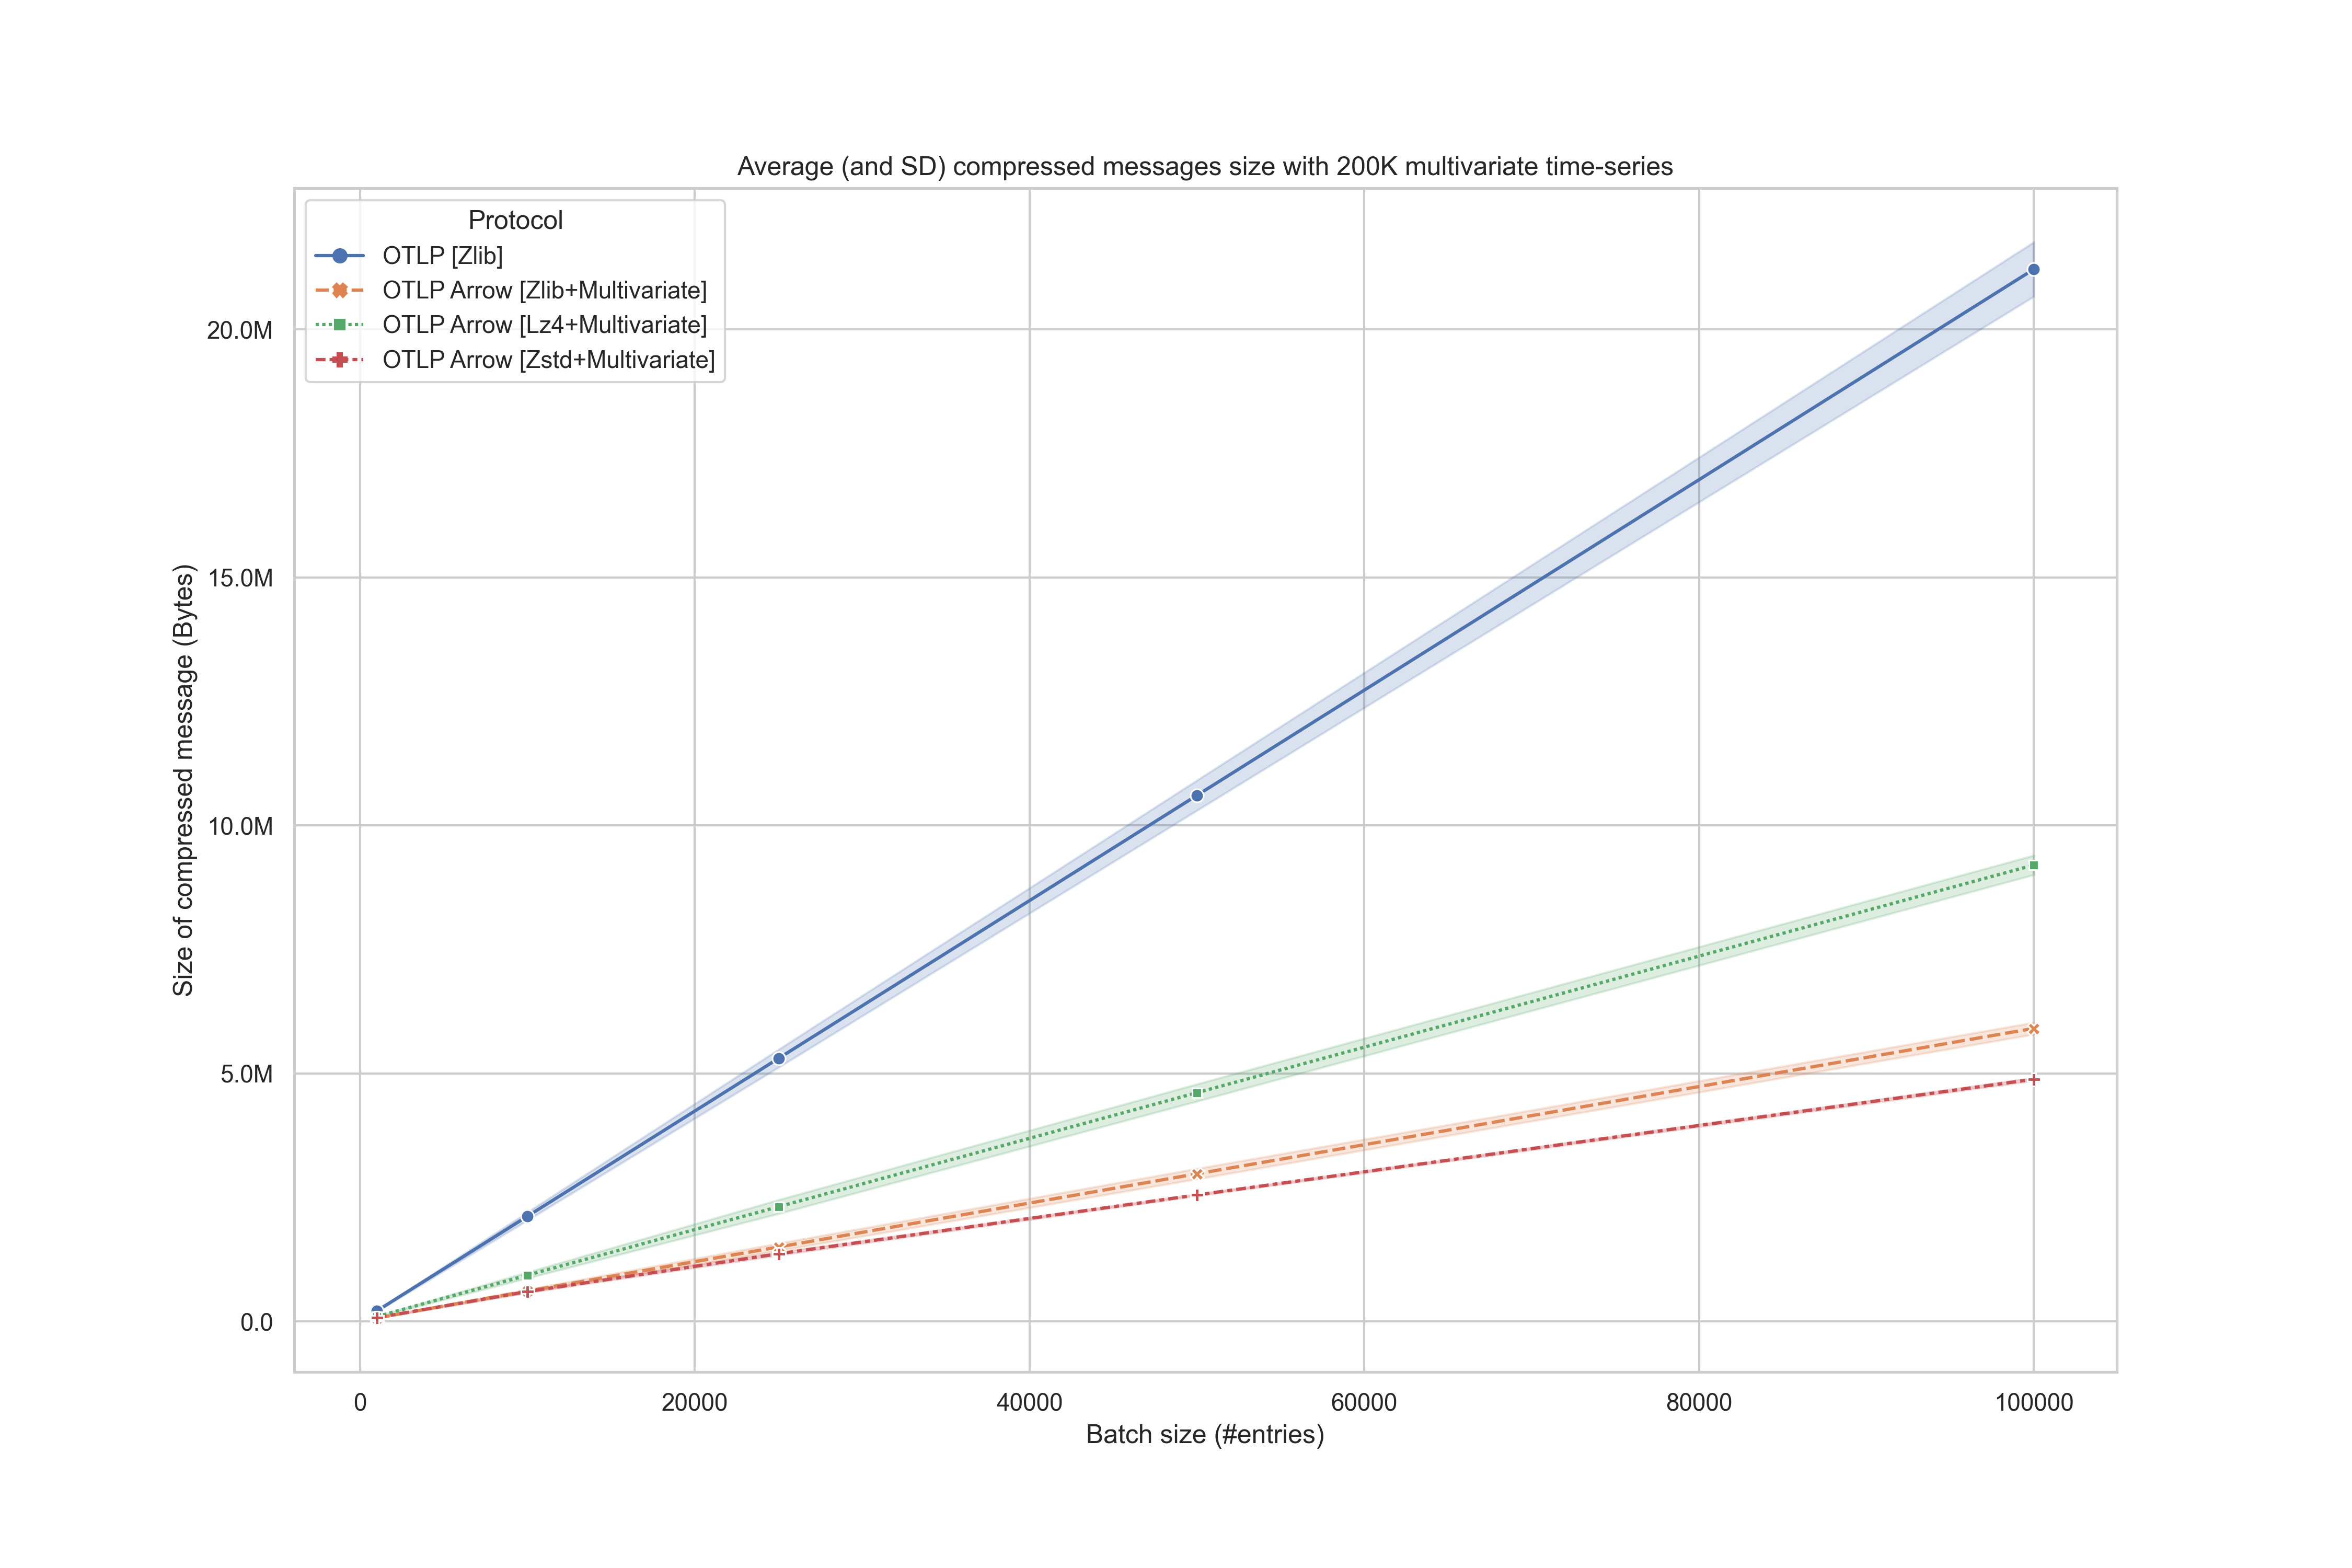 Average (and SD) compressed messages size with 200K multivariate time-series
Protocol
OTLP [Zlib]
OTLP Arrow [Zlib+Multivariate]
OTLP Arrow [Lz4+Multivariate]
OTLP Arrow [Zstd+Multivariate]
Size of compressed message (Bytes)
20.0M
15.0M
10.0M
5.0M
0.0
0 20000 40000 60000 80000 100000
Batch size (#entries)